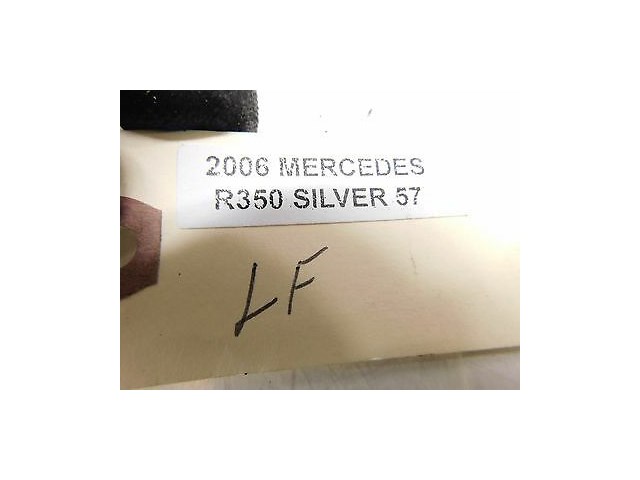 2006 MERCEDES
R350 SILVER 57
LF